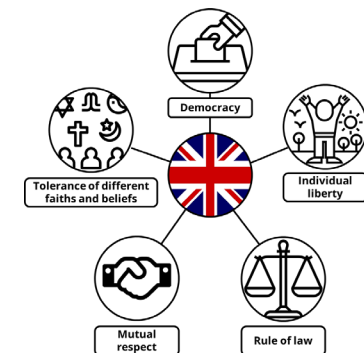 Democracy
Tolerance of different
faiths and beliefs
Individual
liberty
Mutual
respect
Rule of law